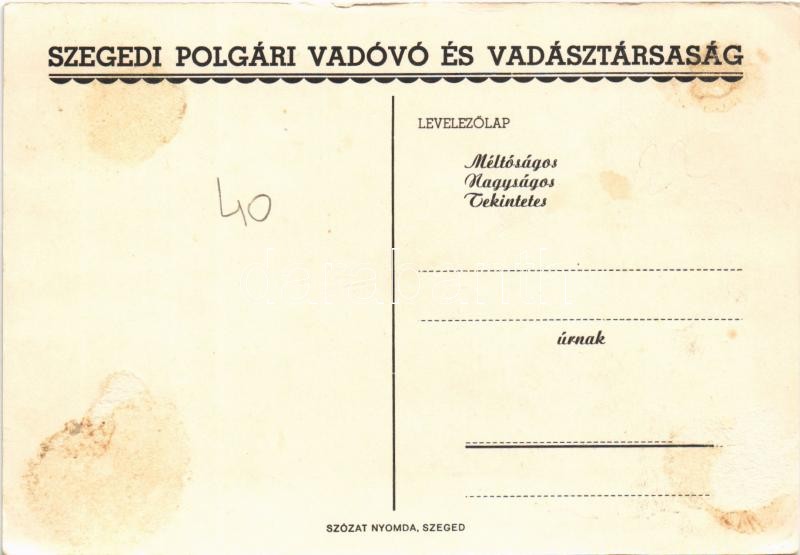 SZEGEDI POLGÁRI VADÓVÓ ÉS VADÁSZTÁRSASÁG
40
LEVELEZŐLAP
Méltóságos
Nagyságos
Tekintetes
úrnak
SZÓZAT NYOMDA, SZEGED